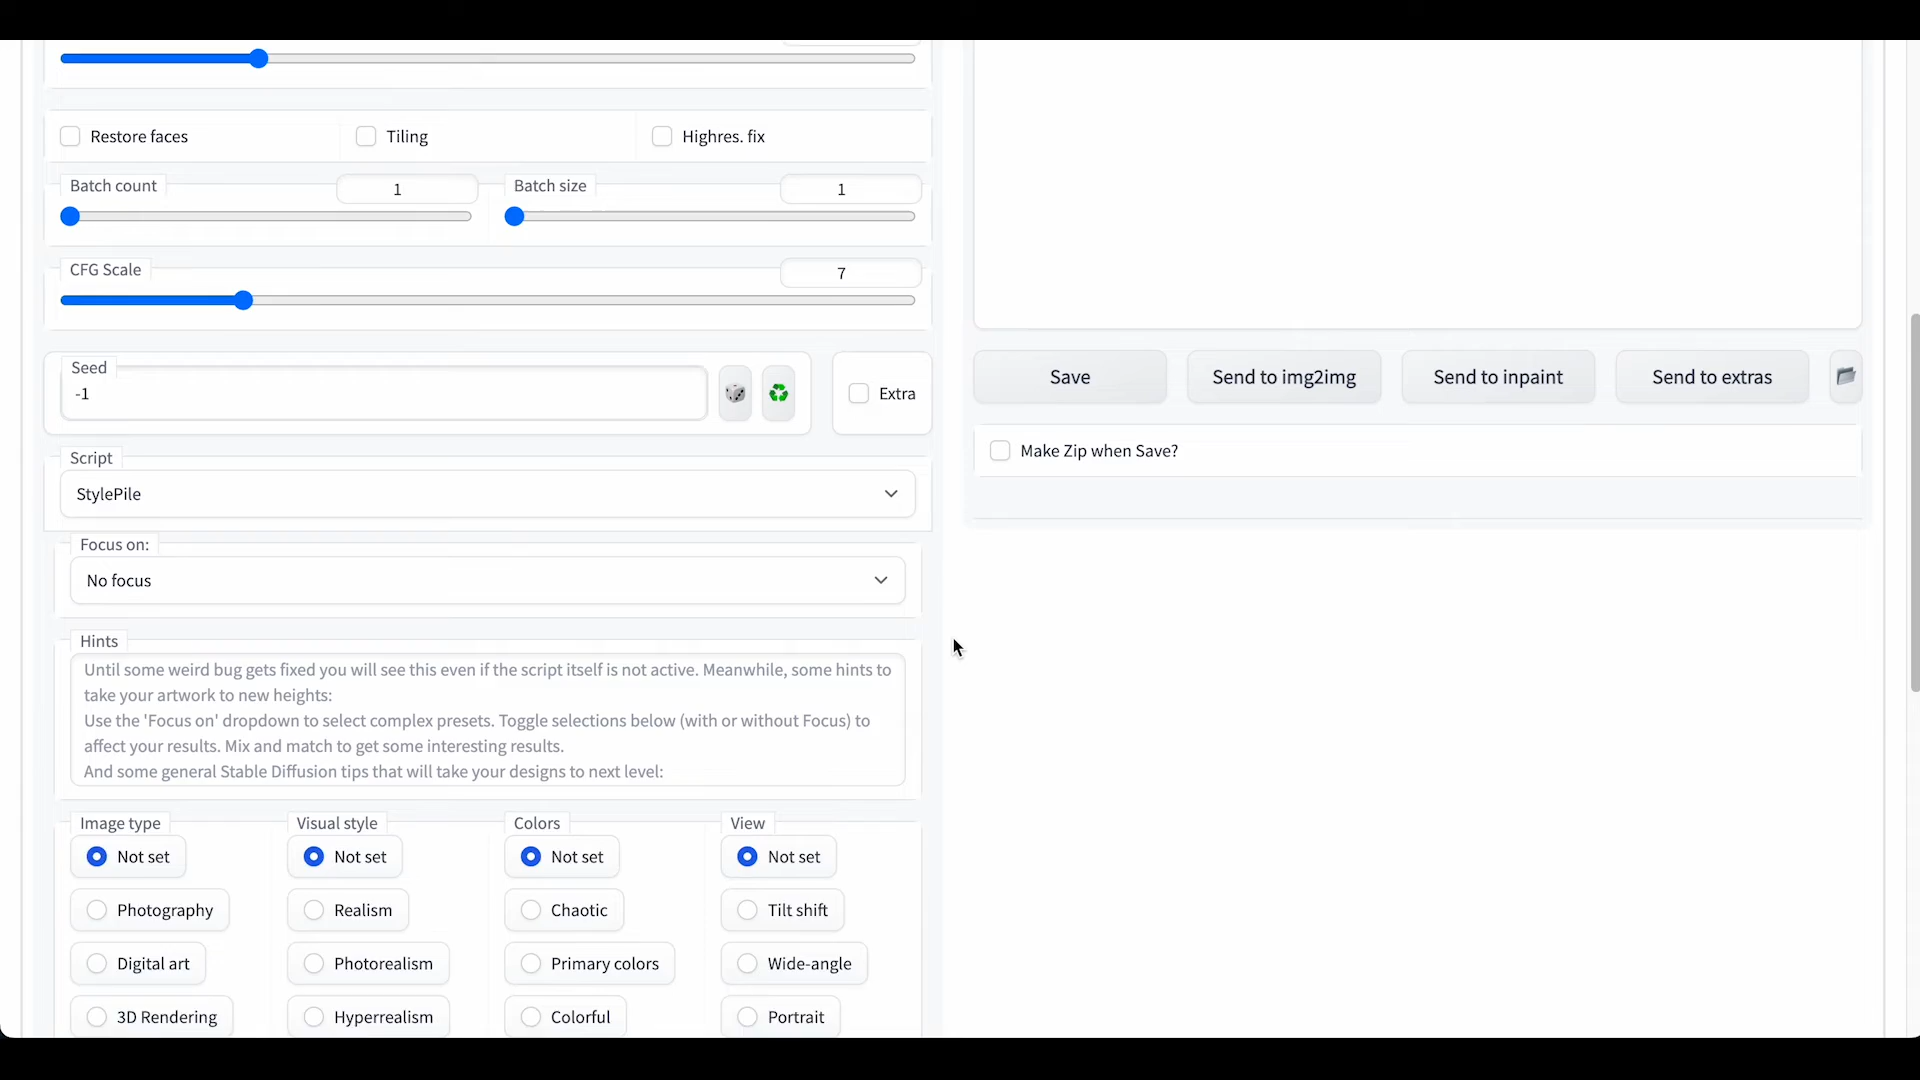 Restore faces
Tiling
Highres. fix
Batch count
1
Batch size
1
CFG Scale
7
Seed
-1
Extra
Save
Send to img2img
Send to inpaint
Send to extras
Make Zip when Save?
Script
StylePile
Focus on:
No focus
Hints
Until some weird bug gets fixed you will see this even if the script itself is not active. Meanwhile, some hints to
take your artwork to new heights:
Use the 'Focus on' dropdown to select complex presets. Toggle selections below (with or without Focus) to
affect your results. Mix and match to get some interesting results.
And some general Stable Diffusion tips that will take your designs to next level:
Image type
Visual style
Colors
View
Not set
Not set
Not set
Not set
Photography
Realism
Chaotic
Tilt shift
Digital art
Photorealism
Primary colors
Wide-angle
3D Rendering
Hyperrealism
Colorful
Portrait